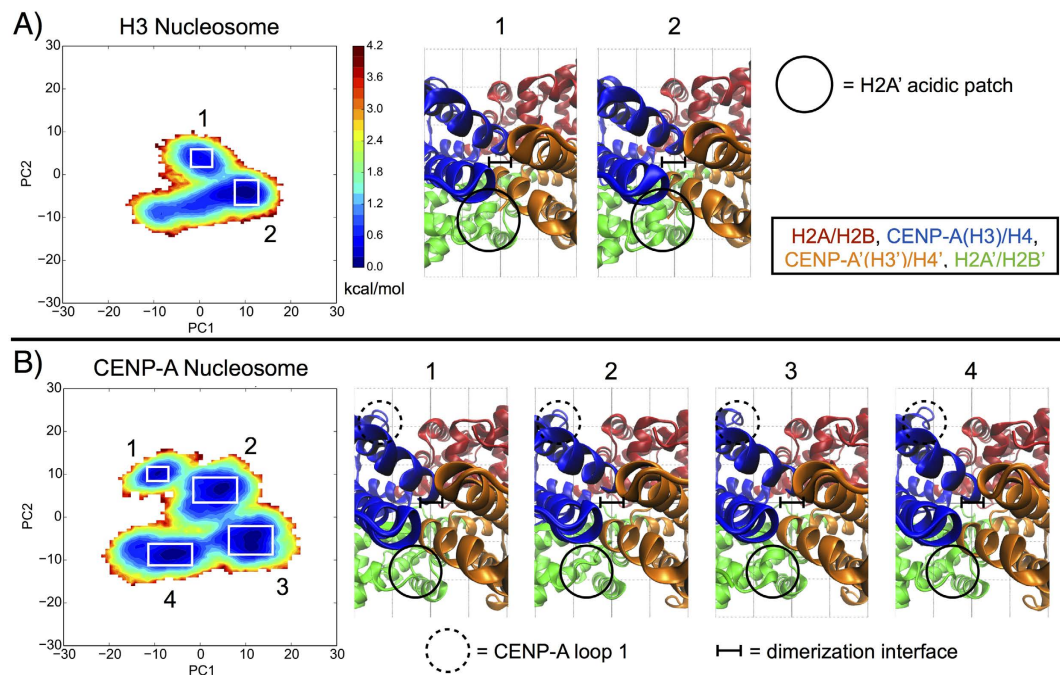 A)
H3 Nucleosome
30
20
10
0
−10
−20
−30
−30 −20 −10 0 10 20 30
PC1
PC2
1
2
4.2
3.6
3.0
2.4
1.8
1.2
0.6
0.0
kcal/mol
1 2
= H2A' acidic patch
H2A/H2B, CENP-A(H3)/H4,
CENP-A'(H3')/H4', H2A'/H2B'
B)
CENP-A Nucleosome
30
20
10
0
−10
−20
−30
−30 −20 −10 0 10 20 30
PC1
PC2
1 2
4 3
1 2 3 4
= CENP-A loop 1
= dimerization interface